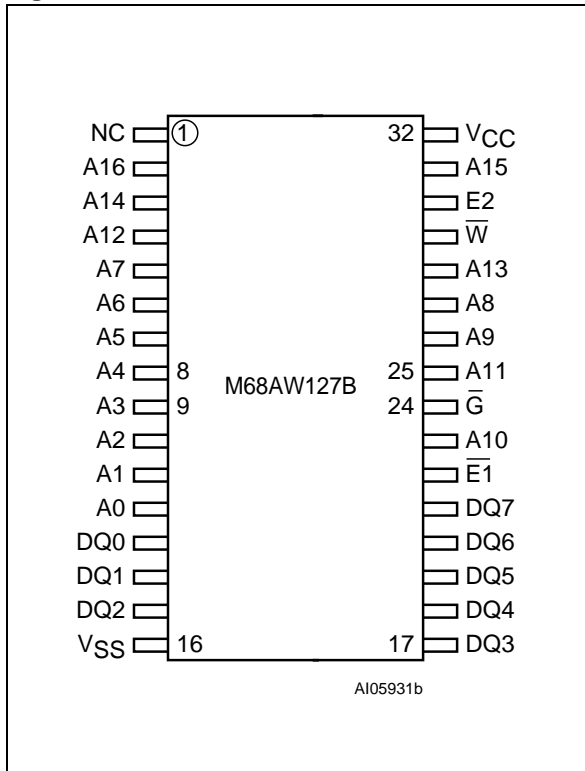 NC 1 32 VCC
A16 A15
A14 E2
A12 W̅
A7 A13
A6 A8
A5 A9
A4 8 25 A11
M68AW127B
A3 9 24 G̅
A2 A10
A1 E̅1̅
A0 DQ7
DQ0 DQ6
DQ1 DQ5
DQ2 DQ4
VSS 16 17 DQ3
AI05931b